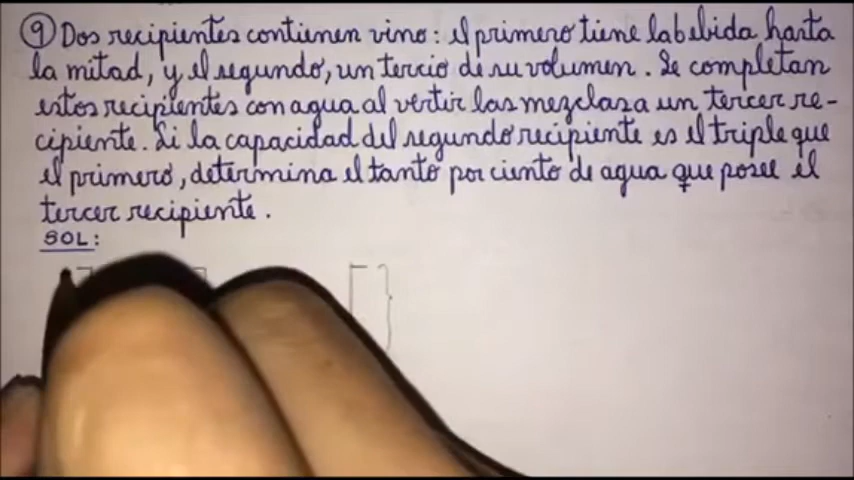 9 Dos recipientes contienen vino: el primero tiene la bebida hasta
la mitad, y el segundo, un tercio de su volumen. Se completan
estos recipientes con agua al vertir las mezclas a un tercer re-
cipiente. Si la capacidad del segundo recipiente es el triple que
el primero, determina el tanto por ciento de agua que posee el
tercer recipiente.
SOL: